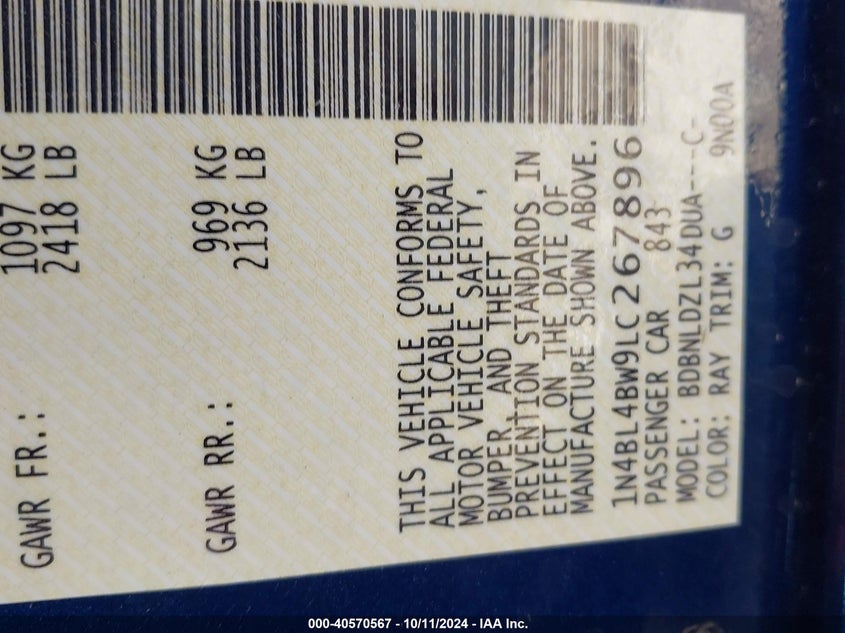 GAWR FR.: 1097 KG
2418 LB
GAWR RR.: 969 KG
2136 LB
THIS VEHICLE CONFORMS TO
ALL APPLICABLE FEDERAL
MOTOR VEHICLE SAFETY,
BUMPER, AND THEFT
PREVENTION STANDARDS IN
EFFECT ON THE DATE OF
MANUFACTURE SHOWN ABOVE.
1N4BL4BW9LC267896
PASSENGER CAR 843
MODEL: BDBNLDZL34DUA---C-
COLOR: RAY TRIM: G 9N00A
000-40570567 - 10/11/2024 - IAA Inc.